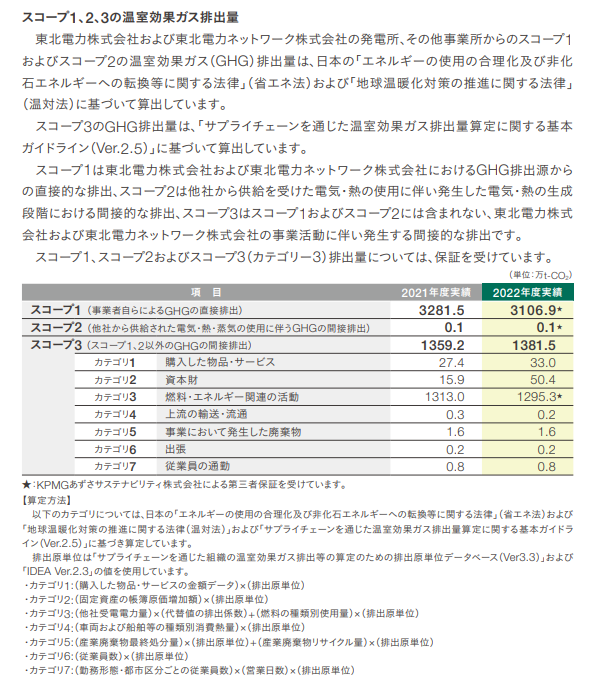 スコープ1、2、3の温室効果ガス排出量
東北電力株式会社および東北電力ネットワーク株式会社の発電所、その他事業所からのスコープ1
およびスコープ2の温室効果ガス(GHG)排出量は、日本の「エネルギーの使用の合理化及び非化
石エネルギーへの転換等に関する法律」(省エネ法)および「地球温暖化対策の推進に関する法律」
(温対法)に基づいて算出しています。
スコープ3のGHG排出量は、「サプライチェーンを通じた温室効果ガス排出量算定に関する基本
ガイドライン(Ver.2.5)」に基づいて算出しています。
スコープ1は東北電力株式会社および東北電力ネットワーク株式会社におけるGHG排出源から
の直接的な排出、スコープ2は他社から供給を受けた電気・熱の使用に伴い発生した電気・熱の生成
段階における間接的な排出、スコープ3はスコープ1およびスコープ2には含まれない、東北電力株式
会社および東北電力ネットワーク株式会社の事業活動に伴い発生する間接的な排出です。
スコープ1、スコープ2およびスコープ3(カテゴリー3)排出量については、保証を受けています。
(単位：万t-CO₂)
項 目 2021年度実績 2022年度実績
スコープ1 (事業者自らによるGHGの直接排出) 3281.5 3106.9★
スコープ2 (他社から供給された電気・熱・蒸気の使用に伴うGHGの間接排出) 0.1 0.1★
スコープ3 (スコープ1、2以外のGHGの間接排出) 1359.2 1381.5
カテゴリ1 購入した物品・サービス 27.4 33.0
カテゴリ2 資本財 15.9 50.4
カテゴリ3 燃料・エネルギー関連の活動 1313.0 1295.3★
カテゴリ4 上流の輸送・流通 0.3 0.2
カテゴリ5 事業において発生した廃棄物 1.6 1.6
カテゴリ6 出張 0.2 0.2
カテゴリ7 従業員の通勤 0.8 0.8
★：KPMGあずさサステナビリティ株式会社による第三者保証を受けています。
【算定方法】
以下のカテゴリについては、日本の「エネルギーの使用の合理化及び非化石エネルギーへの転換等に関する法律」(省エネ法)および
「地球温暖化対策の推進に関する法律(温対法)」および「サプライチェーンを通じた温室効果ガス排出量算定に関する基本ガイドラ
イン(Ver.2.5)」に基づき算定しています。
排出原単位は「サプライチェーンを通じた組織の温室効果ガス排出等の算定のための排出原単位データベース(Ver3.3)」および
「IDEA Ver.2.3」の値を使用しています。
・カテゴリ1：(購入した物品・サービスの金額データ)×(排出原単位)
・カテゴリ2：(固定資産の帳簿原価増加額)×(排出原単位)
・カテゴリ3：(他社受電電力量)×(代替値の排出係数)+(燃料の種類別使用量)×(排出原単位)
・カテゴリ4：(車両および船舶等の種類別消費熱量)×(排出原単位)
・カテゴリ5：(産業廃棄物最終処分量)×(排出原単位)+(産業廃棄物リサイクル量)×(排出原単位)
・カテゴリ6：(従業員数)×(排出原単位)
・カテゴリ7：(勤務形態・都市区分ごとの従業員数)×(営業日数)×(排出原単位)